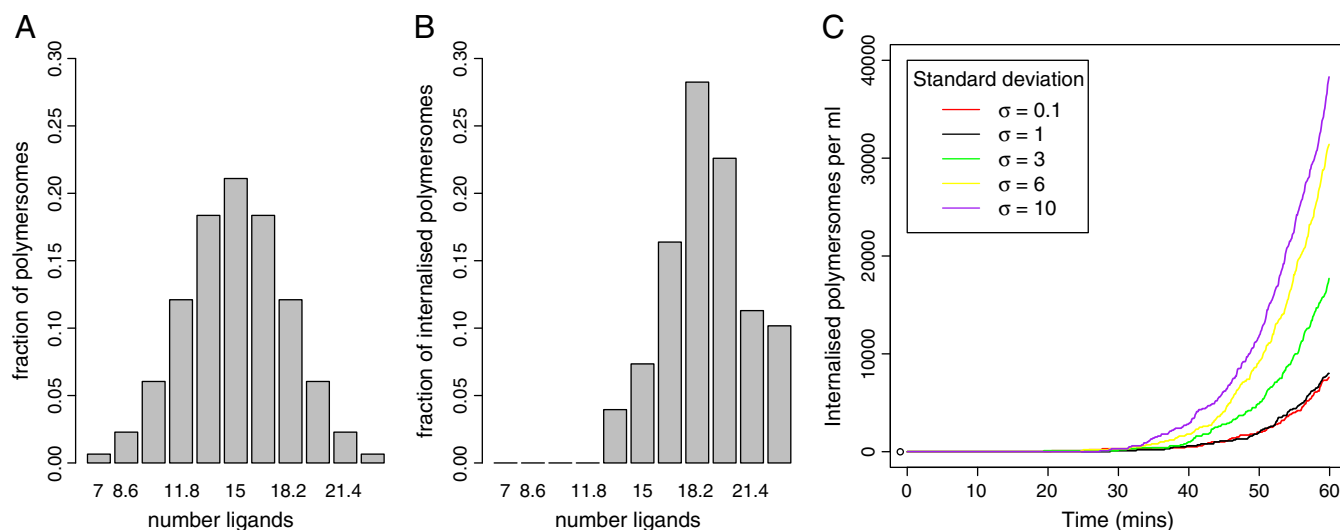 A
fraction of polymersomes
0.30
0.25
0.20
0.15
0.10
0.05
0.00
7 8.6 11.8 15 18.2 21.4
number ligands
B
fraction of internalised polymersomes
0.30
0.25
0.20
0.15
0.10
0.05
0.00
7 8.6 11.8 15 18.2 21.4
number ligands
C
Internalised polymersomes per ml
40000
30000
20000
10000
0
Standard deviation
σ = 0.1
σ = 1
σ = 3
σ = 6
σ = 10
0 10 20 30 40 50 60
Time (mins)